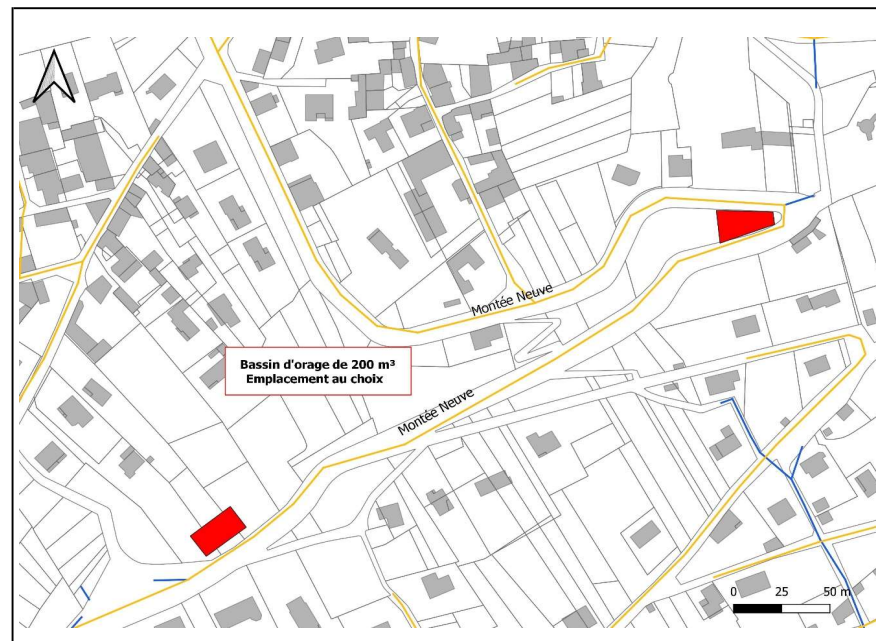 Montée Neuve
Bassin d'orage de 200 m³
Emplacement au choix
Montée Neuve
0 25 50 m